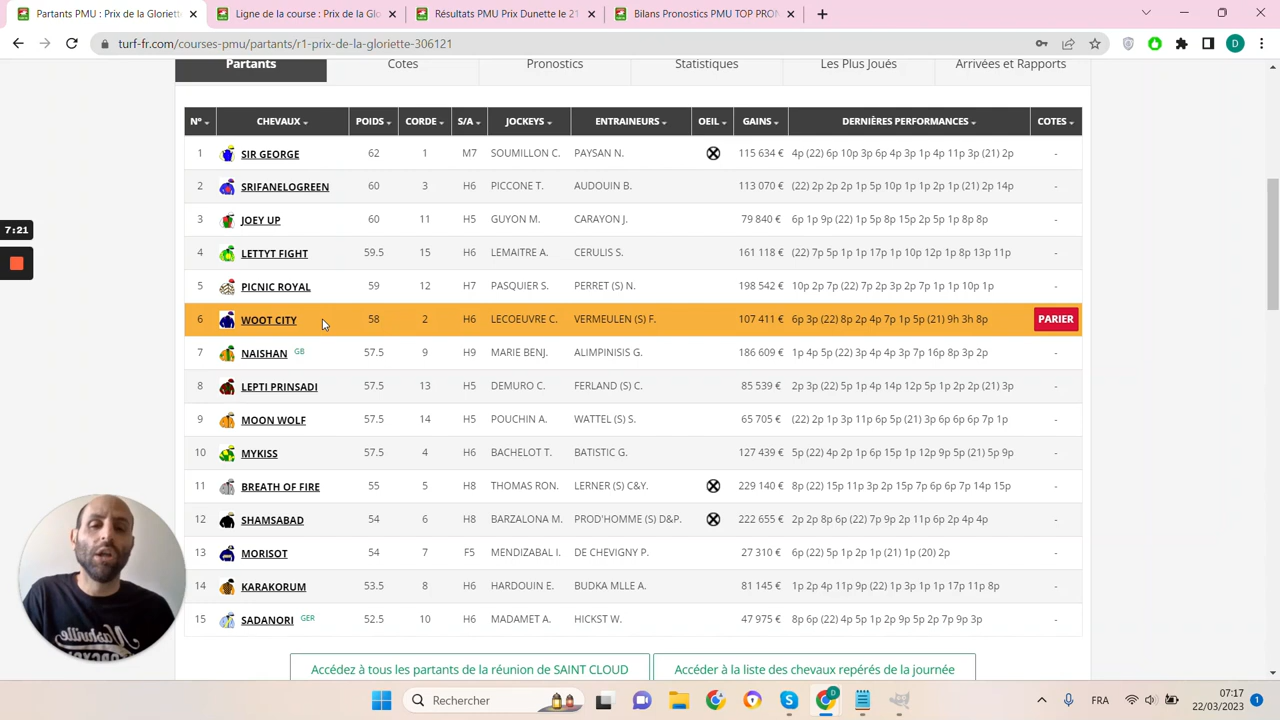 Partants PMU : Prix de la Gloriett
Ligne de la course : Prix de la Glo
Résultats PMU Prix Dunette le 21
Bilans Pronostics PMU TOP PRON
turf-fr.com/courses-pmu/partants/r1-prix-de-la-gloriette-306121
D
Partants Cotes Pronostics Statistiques Les Plus Joués Arrivées et Rapports
N° CHEVAUX POIDS CORDE S/A JOCKEYS ENTRAINEURS OEIL GAINS DERNIÈRES PERFORMANCES COTES
1 SIR GEORGE 62 1 M7 SOUMILLON C. PAYSAN N. 115 634 € 4p (22) 6p 10p 3p 6p 4p 3p 1p 4p 11p 3p (21) 2p -
2 SRIFANELOGREEN 60 3 H6 PICCONE T. AUDOUIN B. 113 070 € (22) 2p 2p 2p 1p 5p 10p 1p 1p 2p 1p (21) 2p 14p -
3 JOEY UP 60 11 H5 GUYON M. CARAYON J. 79 840 € 6p 1p 9p (22) 1p 5p 8p 15p 2p 5p 1p 8p 8p -
4 LETTYT FIGHT 59.5 15 H6 LEMAITRE A. CERULIS S. 161 118 € (22) 7p 5p 1p 1p 17p 1p 10p 12p 1p 8p 13p 11p -
5 PICNIC ROYAL 59 12 H7 PASQUIER S. PERRET (S) N. 198 542 € 10p 2p 7p (22) 7p 2p 3p 2p 7p 1p 1p 10p 1p -
6 WOOT CITY 58 2 H6 LECOEUVRE C. VERMEULEN (S) F. 107 411 € 6p 3p (22) 8p 2p 4p 7p 1p 5p (21) 9h 3h 8p PARIER
7 NAISHAN GB 57.5 9 H9 MARIE BENJ. ALIMPINISIS G. 186 609 € 1p 4p 5p (22) 3p 4p 4p 3p 7p 16p 8p 3p 2p -
8 LEPTI PRINSADI 57.5 13 H5 DEMURO C. FERLAND (S) C. 85 539 € 2p 3p (22) 5p 1p 4p 14p 12p 5p 1p 2p (21) 3p -
9 MOON WOLF 57.5 14 H5 POUCHIN A. WATTEL (S) S. 65 705 € (22) 2p 1p 3p 11p 6p 5p (21) 3p 6p 6p 6p 7p 1p -
10 MYKISS 57.5 4 H6 BACHELOT T. BATISTIC G. 127 439 € 5p (22) 4p 2p 1p 6p 15p 1p 12p 9p 5p (21) 5p 9p -
11 BREATH OF FIRE 55 5 H8 THOMAS RON. LERNER (S) C&Y. 229 140 € 8p (22) 15p 11p 3p 2p 15p 7p 6p 6p 7p 14p 15p -
12 SHAMSABAD 54 6 H8 BARZALONA M. PROD'HOMME (S) D&P. 222 655 € 2p 2p 8p 6p (22) 7p 9p 2p 11p 6p 2p 4p 4p -
13 MORISOT 54 7 F5 MENDIZABAL I. DE CHEVIGNY P. 27 310 € 6p (22) 5p 1p 2p 1p (21) 1p (20) 2p -
14 KARAKORUM 53.5 8 H6 HARDOUIN E. BUDKA MLLE A. 81 145 € 1p 2p 4p 11p 9p (22) 1p 3p 1p 1p 17p 11p 8p -
15 SADANORI GER 52.5 10 H6 MADAMET A. HICKST W. 47 975 € 8p 6p (22) 4p 5p 1p 2p 9p 5p 2p 7p 9p 3p -
7:21
Accédez à tous les partants de la réunion de SAINT CLOUD
Accéder à la liste des chevaux repérés de la journée
Nashville
Rechercher
FRA
07:17
22/03/2023
1